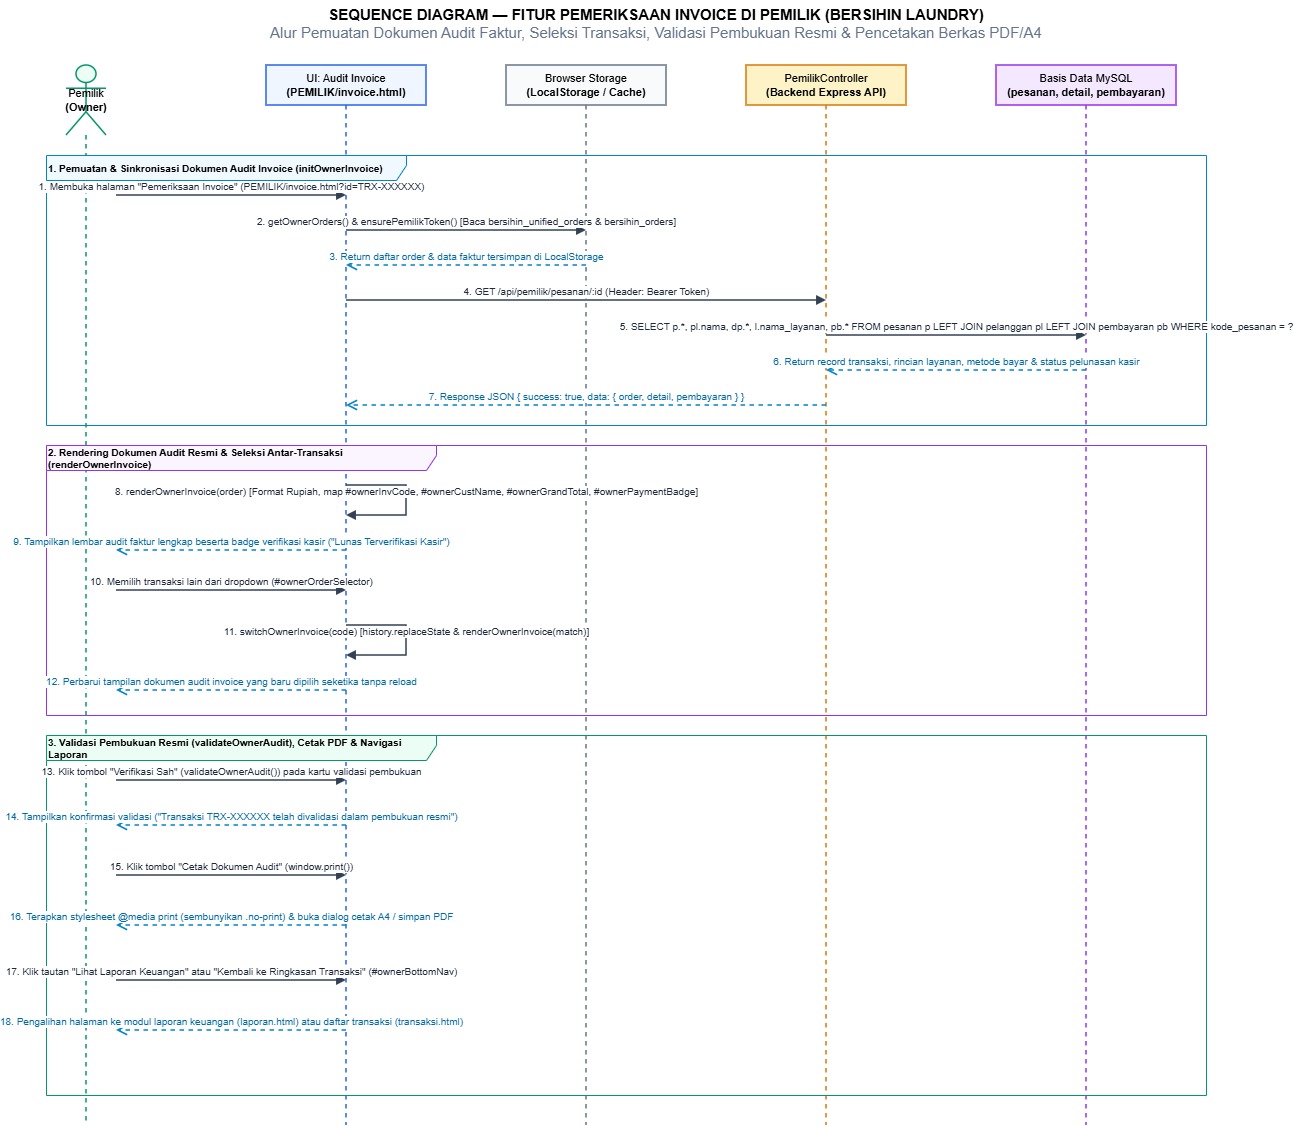 SEQUENCE DIAGRAM — FITUR PEMERIKSAAN INVOICE DI PEMILIK (BERSIHIN LAUNDRY)
Alur Pemuatan Dokumen Audit Faktur, Seleksi Transaksi, Validasi Pembukuan Resmi & Pencetakan Berkas PDF/A4
Pemilik
(Owner)
UI: Audit Invoice
(PEMILIK/invoice.html)
Browser Storage
(LocalStorage / Cache)
PemilikController
(Backend Express API)
Basis Data MySQL
(pesanan, detail, pembayaran)
1. Pemuatan & Sinkronisasi Dokumen Audit Invoice (initOwnerInvoice)
1. Membuka halaman "Pemeriksaan Invoice" (PEMILIK/invoice.html?id=TRX-XXXXXX)
2. getOwnerOrders() & ensurePemilikToken() [Baca bersihin_unified_orders & bersihin_orders]
3. Return daftar order & data faktur tersimpan di LocalStorage
4. GET /api/pemilik/pesanan/:id (Header: Bearer Token)
5. SELECT p.*, pl.nama, dp.*, l.nama_layanan, pb.* FROM pesanan p LEFT JOIN pelanggan pl LEFT JOIN pembayaran pb WHERE kode_pesanan = ?
6. Return record transaksi, rincian layanan, metode bayar & status pelunasan kasir
7. Response JSON { success: true, data: { order, detail, pembayaran } }
2. Rendering Dokumen Audit Resmi & Seleksi Antar-Transaksi
(renderOwnerInvoice)
8. renderOwnerInvoice(order) [Format Rupiah, map #ownerInvCode, #ownerCustName, #ownerGrandTotal, #ownerPaymentBadge]
9. Tampilkan lembar audit faktur lengkap beserta badge verifikasi kasir ("Lunas Terverifikasi Kasir")
10. Memilih transaksi lain dari dropdown (#ownerOrderSelector)
11. switchOwnerInvoice(code) [history.replaceState & renderOwnerInvoice(match)]
12. Perbarui tampilan dokumen audit invoice yang baru dipilih seketika tanpa reload
3. Validasi Pembukuan Resmi (validateOwnerAudit), Cetak PDF & Navigasi
Laporan
13. Klik tombol "Verifikasi Sah" (validateOwnerAudit()) pada kartu validasi pembukuan
14. Tampilkan konfirmasi validasi ("Transaksi TRX-XXXXXX telah divalidasi dalam pembukuan resmi")
15. Klik tombol "Cetak Dokumen Audit" (window.print())
16. Terapkan stylesheet @media print (sembunyikan .no-print) & buka dialog cetak A4 / simpan PDF
17. Klik tautan "Lihat Laporan Keuangan" atau "Kembali ke Ringkasan Transaksi" (#ownerBottomNav)
18. Pengalihan halaman ke modul laporan keuangan (laporan.html) atau daftar transaksi (transaksi.html)